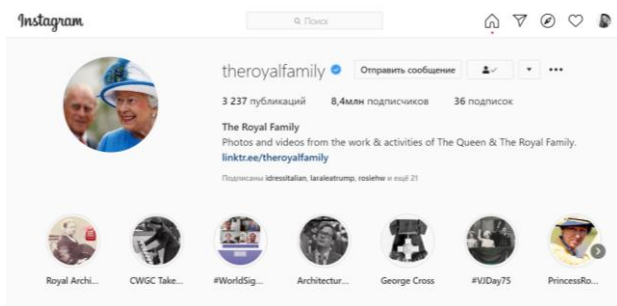 Instagram
Поиск
theroyalfamily Отправить сообщение
3 237 публикаций 8,4млн подписчиков 36 подписок
The Royal Family
Photos and videos from the work & activities of The Queen & The Royal Family.
linktr.ee/theroyalfamily
Подписаны idressitalian, laraleatrump, rosiehw и ещё 21
Royal Archi... CWGC Take... #WorldSig... Architectur... George Cross #VJDay75 PrincessRo...